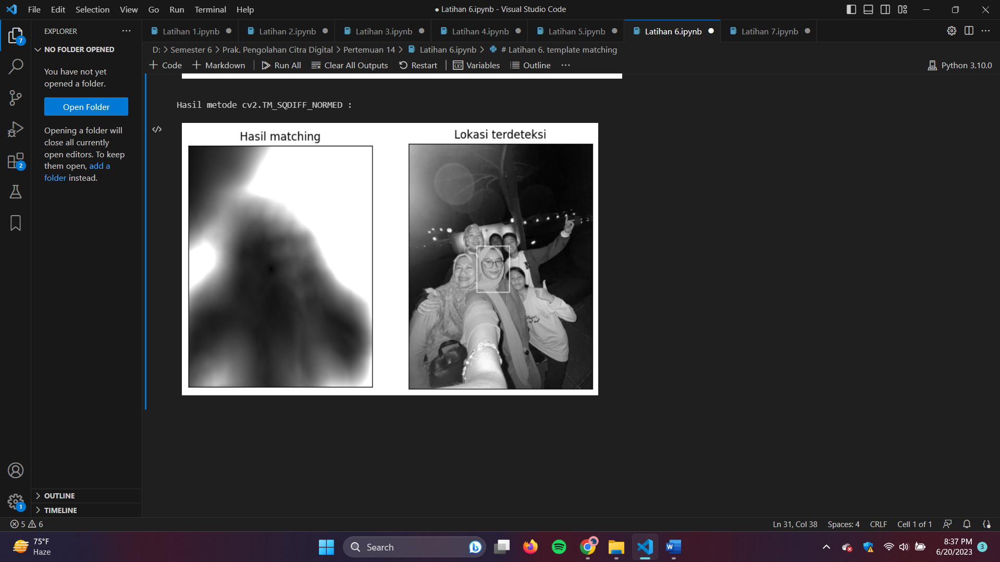 File Edit Selection View Go Run Terminal Help
● Latihan 6.ipynb - Visual Studio Code
EXPLORER
Latihan 1.ipynb Latihan 2.ipynb Latihan 3.ipynb Latihan 4.ipynb Latihan 5.ipynb Latihan 6.ipynb Latihan 7.ipynb
7
NO FOLDER OPENED
D: > Semester 6 > Prak. Pengolahan Citra Digital > Pertemuan 14 > Latihan 6.ipynb > # Latihan 6. template matching
+ Code + Markdown Run All Clear All Outputs Restart Variables Outline ···
Python 3.10.0
You have not yet
opened a folder.
Open Folder
Opening a folder will
close all currently
open editors. To keep
them open, add a
folder instead.
2
Hasil metode cv2.TM_SQDIFF_NORMED :
Hasil matching
Lokasi terdeteksi
OUTLINE
TIMELINE
1
5 6
Ln 31, Col 38 Spaces: 4 CRLF Cell 1 of 1
75°F
Haze
Search
8:37 PM
6/20/2023
3